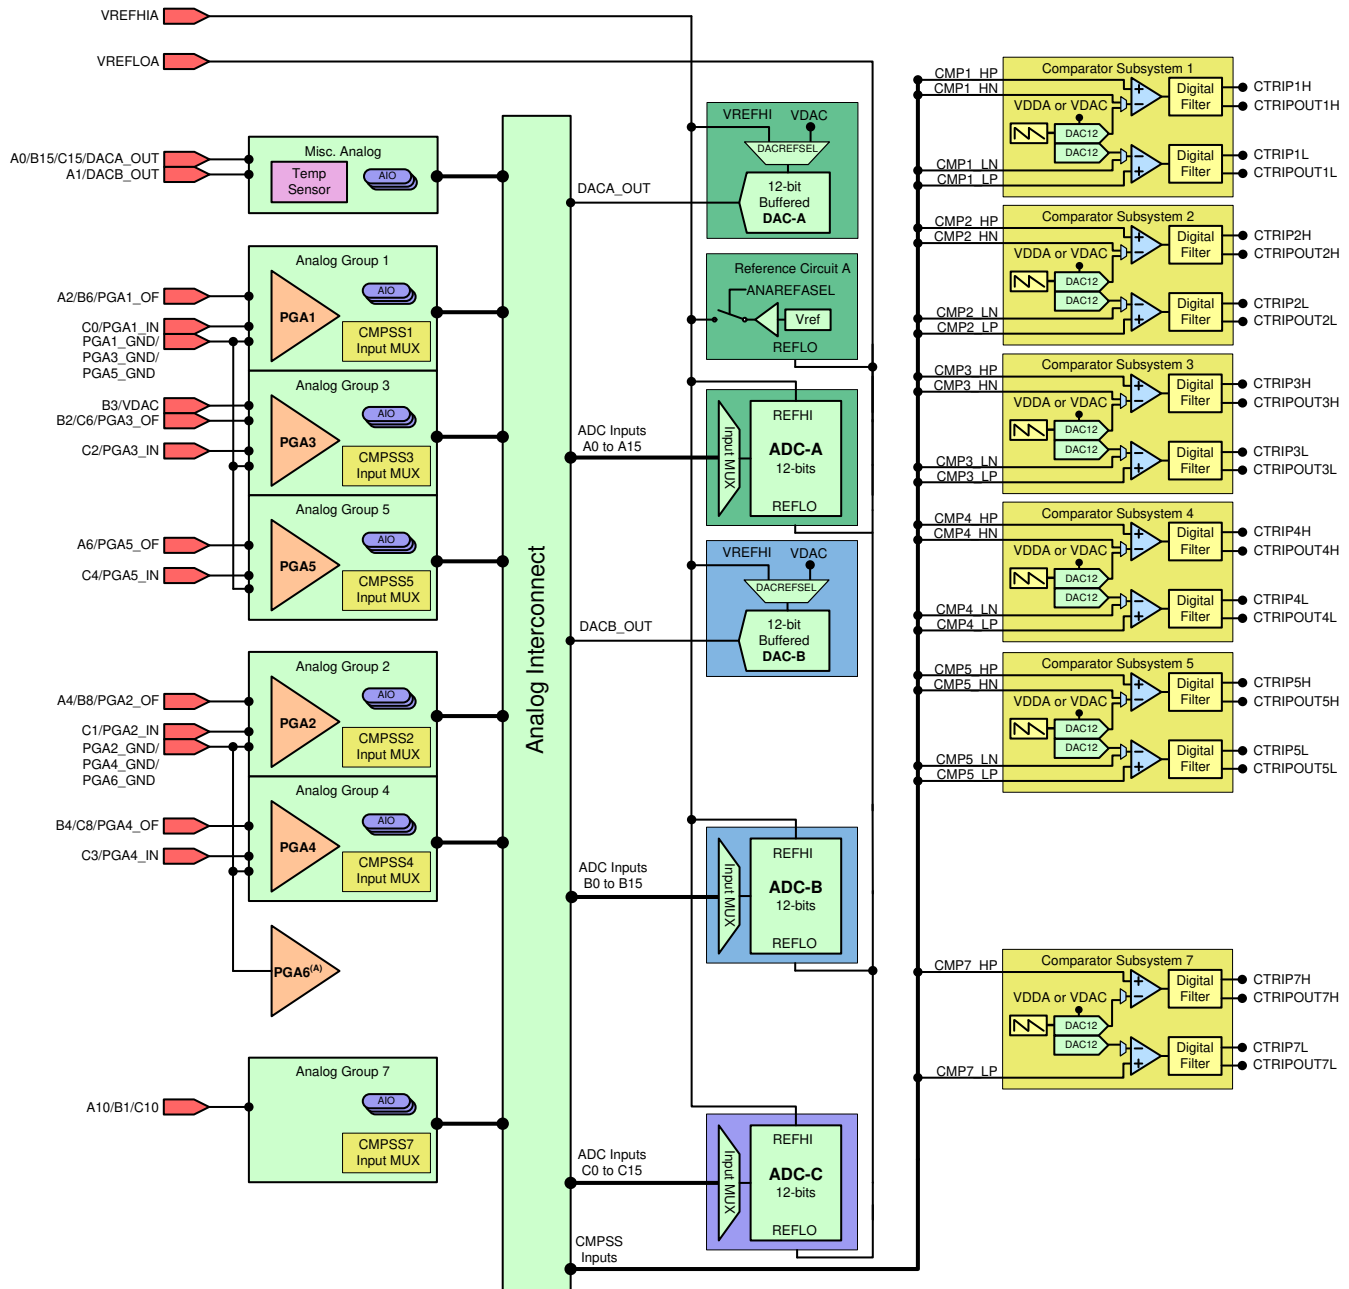 VREFHIA
VREFLOA
A0/B15/C15/DACA_OUT
A1/DACB_OUT
Misc. Analog
Temp
Sensor
AIO
Analog Group 1
A2/B6/PGA1_OF
C0/PGA1_IN
PGA1_GND/
PGA3_GND/
PGA5_GND
PGA1
AIO
CMPSS1
Input MUX
Analog Group 3
B3/VDAC
B2/C6/PGA3_OF
C2/PGA3_IN
PGA3
AIO
CMPSS3
Input MUX
Analog Group 5
A6/PGA5_OF
C4/PGA5_IN
PGA5
AIO
CMPSS5
Input MUX
Analog Group 2
A4/B8/PGA2_OF
C1/PGA2_IN
PGA2_GND/
PGA4_GND/
PGA6_GND
PGA2
AIO
CMPSS2
Input MUX
Analog Group 4
B4/C8/PGA4_OF
C3/PGA4_IN
PGA4
AIO
CMPSS4
Input MUX
PGA6(A)
Analog Group 7
A10/B1/C10
AIO
CMPSS7
Input MUX
Analog Interconnect
VREFHI VDAC
DACREFSEL
DACA_OUT
12-bit
Buffered
DAC-A
Reference Circuit A
ANAREFASEL
Vref
REFLO
ADC Inputs
A0 to A15
Input MUX
REFHI
ADC-A
12-bits
REFLO
VREFHI VDAC
DACREFSEL
DACB_OUT
12-bit
Buffered
DAC-B
ADC Inputs
B0 to B15
Input MUX
REFHI
ADC-B
12-bits
REFLO
ADC Inputs
C0 to C15
Input MUX
REFHI
ADC-C
12-bits
REFLO
CMPSS
Inputs
Comparator Subsystem 1
CMP1_HP
CMP1_HN
VDDA or VDAC
DAC12
DAC12
CMP1_LN
CMP1_LP
Digital
Filter
Digital
Filter
CTRIP1H
CTRIPOUT1H
CTRIP1L
CTRIPOUT1L
Comparator Subsystem 2
CMP2_HP
CMP2_HN
VDDA or VDAC
DAC12
DAC12
CMP2_LN
CMP2_LP
Digital
Filter
Digital
Filter
CTRIP2H
CTRIPOUT2H
CTRIP2L
CTRIPOUT2L
Comparator Subsystem 3
CMP3_HP
CMP3_HN
VDDA or VDAC
DAC12
DAC12
CMP3_LN
CMP3_LP
Digital
Filter
Digital
Filter
CTRIP3H
CTRIPOUT3H
CTRIP3L
CTRIPOUT3L
Comparator Subsystem 4
CMP4_HP
CMP4_HN
VDDA or VDAC
DAC12
DAC12
CMP4_LN
CMP4_LP
Digital
Filter
Digital
Filter
CTRIP4H
CTRIPOUT4H
CTRIP4L
CTRIPOUT4L
Comparator Subsystem 5
CMP5_HP
CMP5_HN
VDDA or VDAC
DAC12
DAC12
CMP5_LN
CMP5_LP
Digital
Filter
Digital
Filter
CTRIP5H
CTRIPOUT5H
CTRIP5L
CTRIPOUT5L
Comparator Subsystem 7
CMP7_HP
VDDA or VDAC
DAC12
DAC12
CMP7_LP
Digital
Filter
Digital
Filter
CTRIP7H
CTRIPOUT7H
CTRIP7L
CTRIPOUT7L